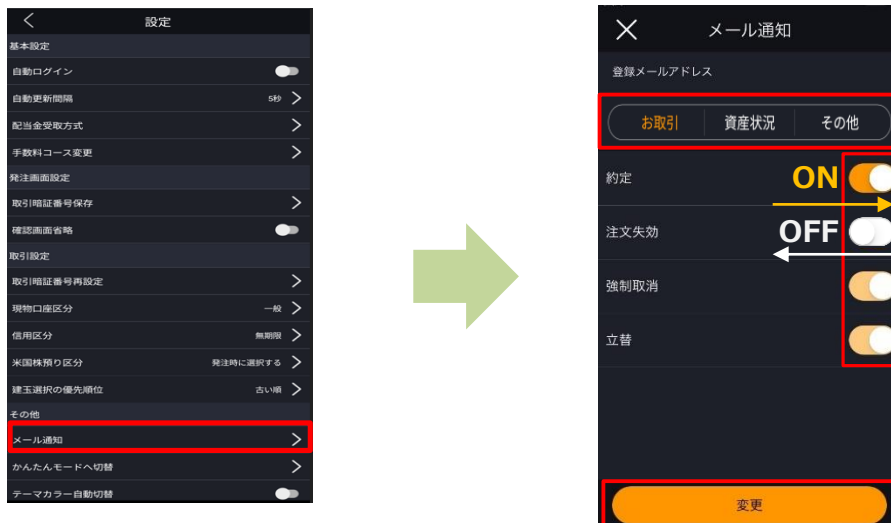 設定
基本設定
自動ログイン
自動更新間隔 5秒
配当金受取方式
手数料コース変更
発注画面設定
取引暗証番号保存
確認画面省略
取引設定
取引暗証番号再設定
現物口座区分 一般
信用区分 無期限
米国株預り区分 発注時に選択する
建玉選択の優先順位 古い順
その他
メール通知
かんたんモードへ切替
テーマカラー自動切替
メール通知
登録メールアドレス
お取引 資産状況 その他
約定 ON
注文失効 OFF
強制取消
立替
変更